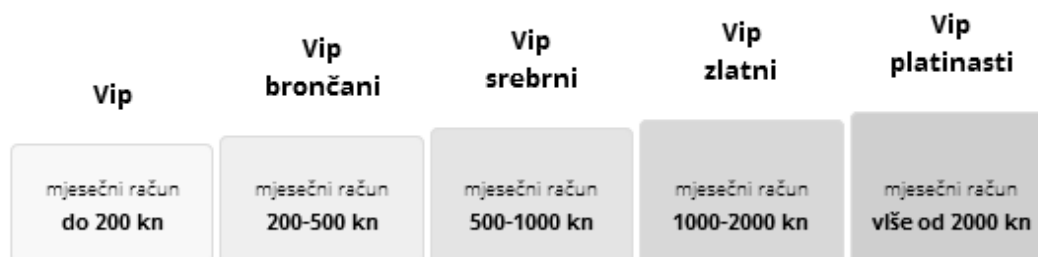 Vip
mjesečni račun
do 200 kn
Vip
brončani
mjesečni račun
200-500 kn
Vip
srebrni
mjesečni račun
500-1000 kn
Vip
zlatni
mjesečni račun
1000-2000 kn
Vip
platinasti
mjesečni račun
vlše od 2000 kn